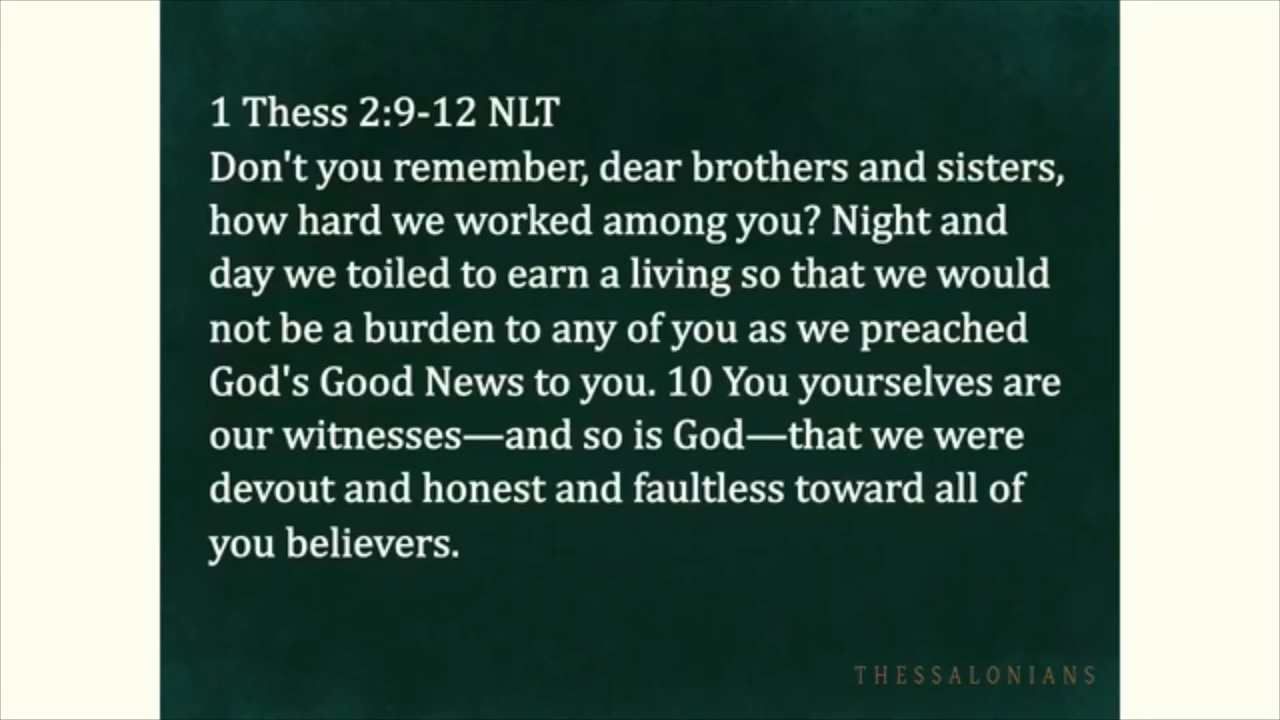 1 Thess 2:9-12 NLT
Don't you remember, dear brothers and sisters,
how hard we worked among you? Night and
day we toiled to earn a living so that we would
not be a burden to any of you as we preached
God's Good News to you. 10 You yourselves are
our witnesses—and so is God—that we were
devout and honest and faultless toward all of
you believers.
THESSALONIANS